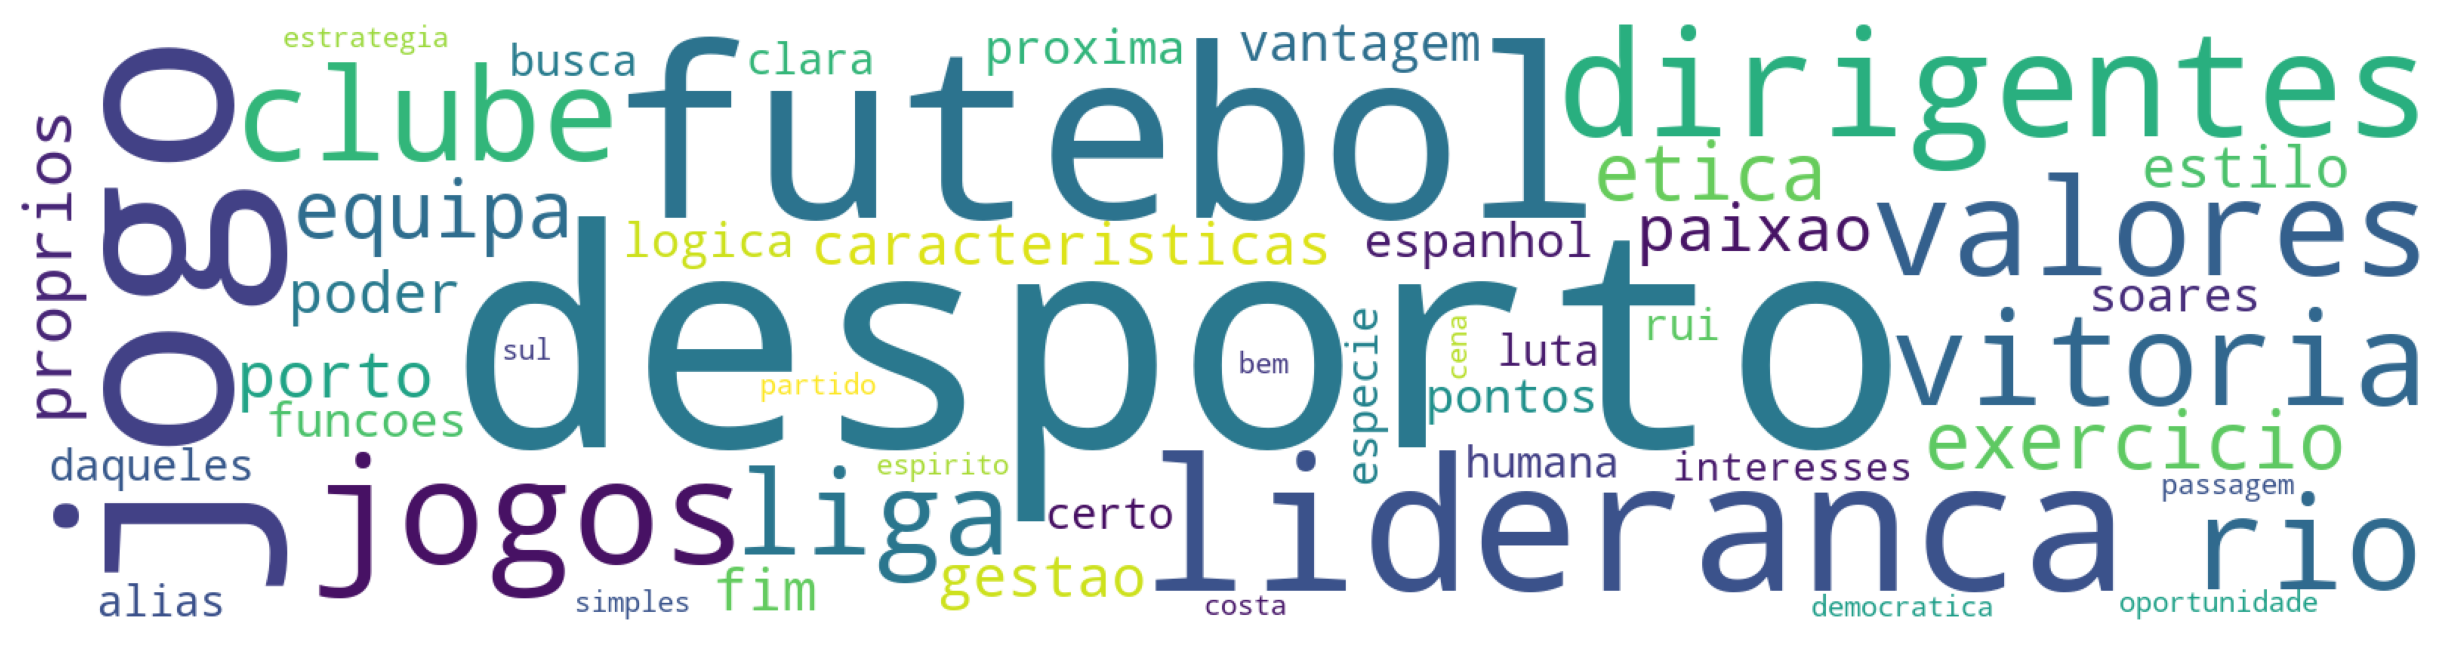 estrategia
busca
clara
proxima
vantagem
dirigentes
clube
futebol
jogo
proprios
equipa
etica
estilo
logica
caracteristicas
espanhol
paixao
valores
poder
desporto
soares
rui
sul
bem
especie
cena
luta
vitoria
porto
partido
pontos
funcoes
daqueles
jogos
liga
espirito
humana
interesses
exercicio
certo
lideranca
passagem
rio
alias
simples
fim
gestao
costa
democratica
oportunidade